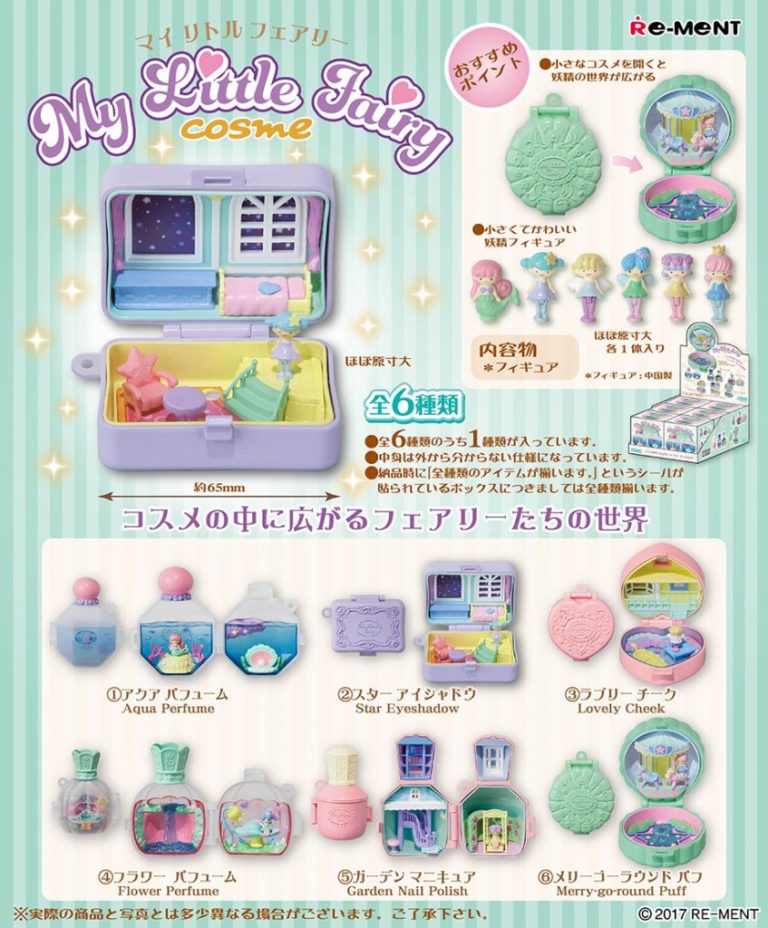 Re-MENT
マイ リトル フェアリー
My Little Fairy
cosme
おすすめ
ポイント
●小さなコスメを開くと
妖精の世界が広がる
●小さくてかわいい
妖精フィギュア
ほぼ原寸大
各1体入り
内容物
＊フィギュア
＊フィギュア：中国製
ほぼ原寸大
約65mm
全6種類
●全6種類のうち1種類が入っています。
●中身は外から分からない仕様になっています。
●納品時に「全種類のアイテムが揃います。」というシールが
貼られているボックスにつきましては全種類揃います。
コスメの中に広がるフェアリーたちの世界
①アクア パフューム
Aqua Perfume
②スター アイシャドウ
Star Eyeshadow
③ラブリー チーク
Lovely Cheek
④フラワー パフューム
Flower Perfume
⑤ガーデン マニキュア
Garden Nail Polish
⑥メリーゴーラウンド パフ
Merry-go-round Puff
※実際の商品と写真とは多少異なる場合がございます。ご了承下さい。
©2017 RE-MENT